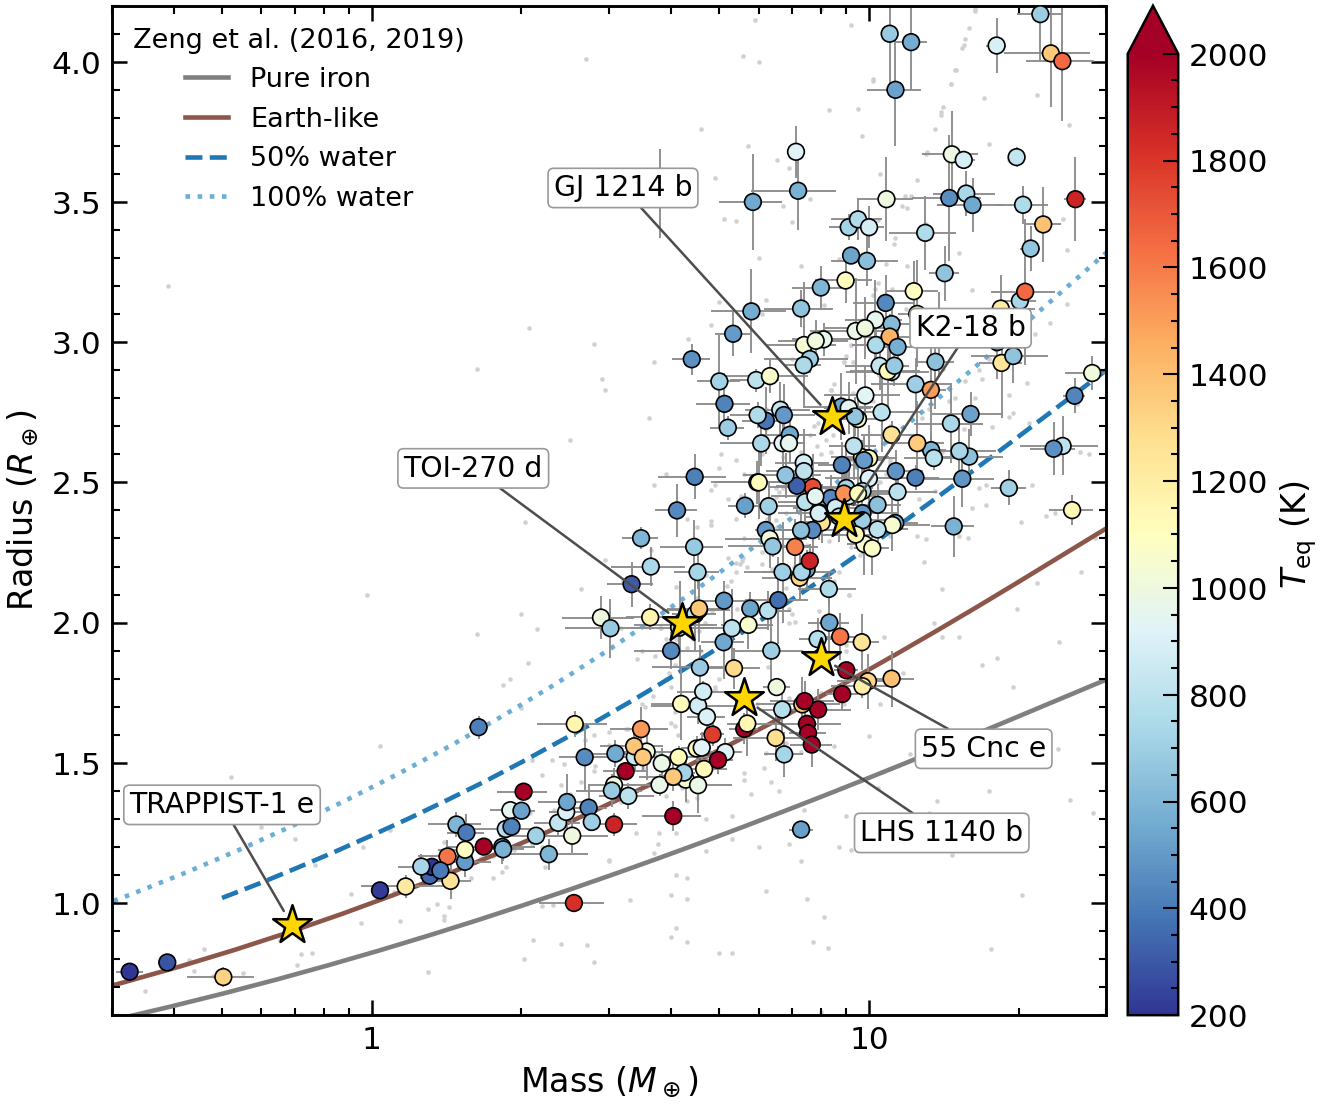 Zeng et al. (2016, 2019)
Pure iron
Earth-like
50% water
100% water
GJ 1214 b
K2-18 b
TOI-270 d
TRAPPIST-1 e
55 Cnc e
LHS 1140 b
4.0
3.5
3.0
2.5
2.0
1.5
1.0
Radius (R⊕)
1
10
Mass (M⊕)
2000
1800
1600
1400
1200
1000
800
600
400
200
Teq (K)